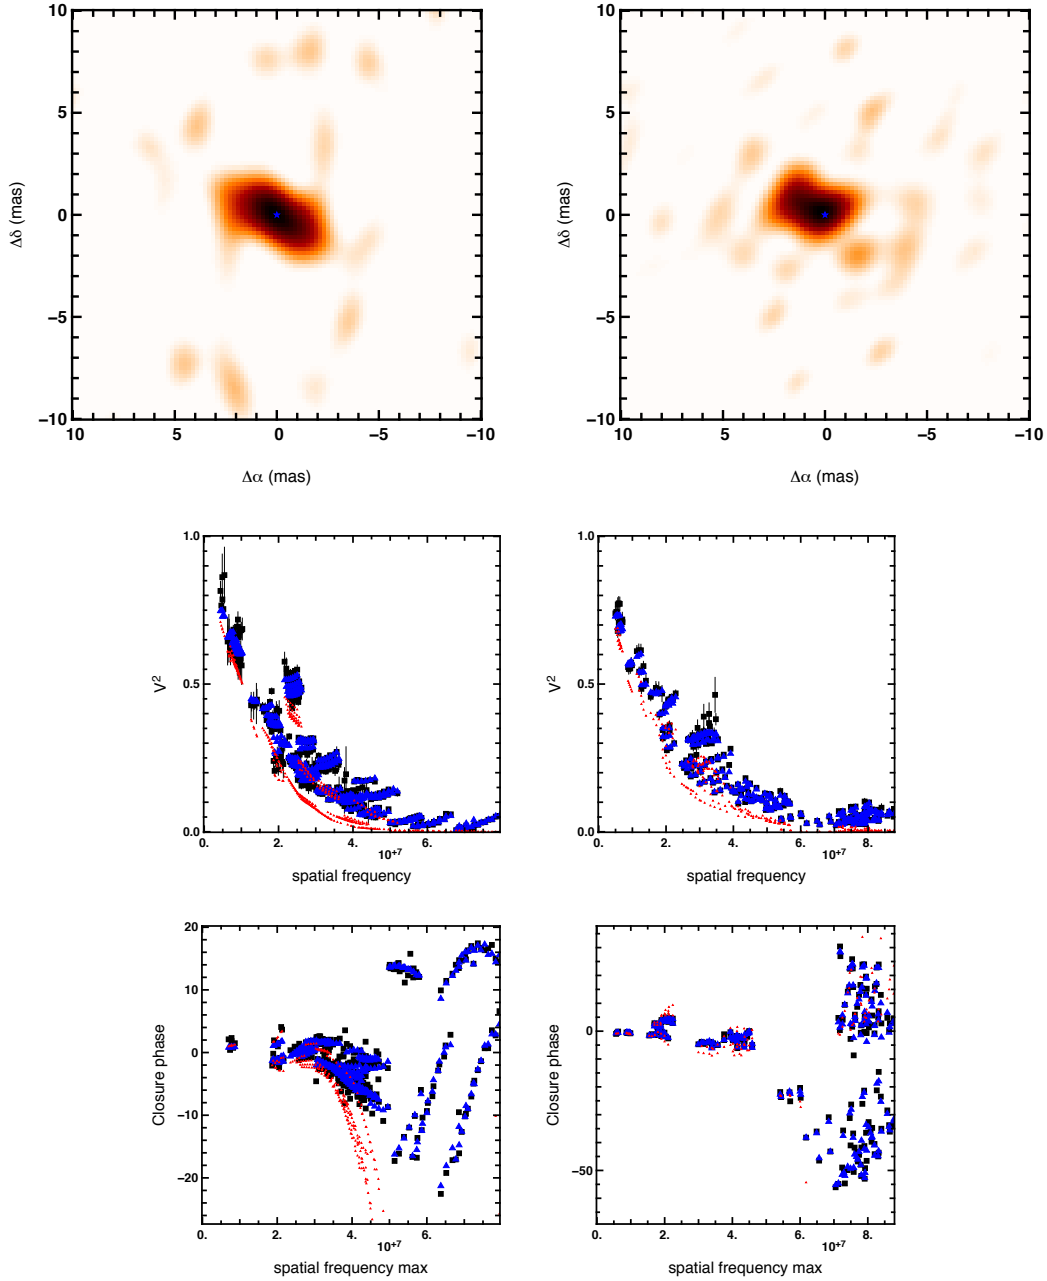 10
5
0
−5
−10
Δδ (mas)
10 5 0 −5 −10
Δα (mas)
10
5
0
−5
−10
Δδ (mas)
10 5 0 −5 −10
Δα (mas)
1.0
0.5
0.0
V²
0. 2. 4. 6.
10⁺⁷
spatial frequency
1.0
0.5
0.0
V²
0. 2. 4. 6. 8.
10⁺⁷
spatial frequency
20
10
0
−10
−20
Closure phase
0. 2. 4. 6.
10⁺⁷
spatial frequency max
0
−50
Closure phase
0. 2. 4. 6. 8.
10⁺⁷
spatial frequency max